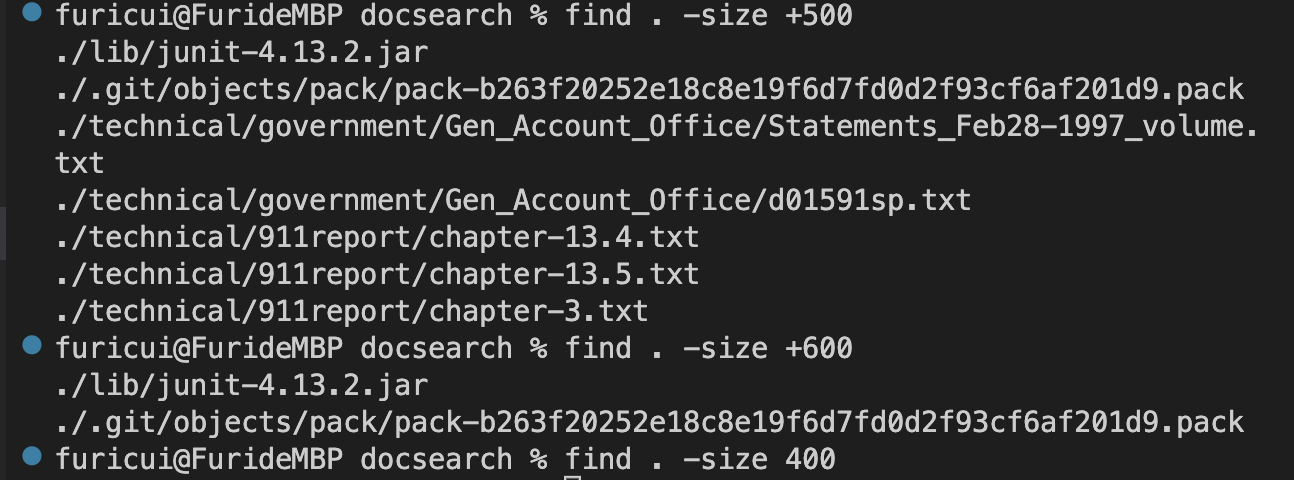 furicui@FurideMBP docsearch % find . -size +500
./lib/junit-4.13.2.jar
./.git/objects/pack/pack-b263f20252e18c8e19f6d7fd0d2f93cf6af201d9.pack
./technical/government/Gen_Account_Office/Statements_Feb28-1997_volume.
txt
./technical/government/Gen_Account_Office/d01591sp.txt
./technical/911report/chapter-13.4.txt
./technical/911report/chapter-13.5.txt
./technical/911report/chapter-3.txt
furicui@FurideMBP docsearch % find . -size +600
./lib/junit-4.13.2.jar
./.git/objects/pack/pack-b263f20252e18c8e19f6d7fd0d2f93cf6af201d9.pack
furicui@FurideMBP docsearch % find . -size 400